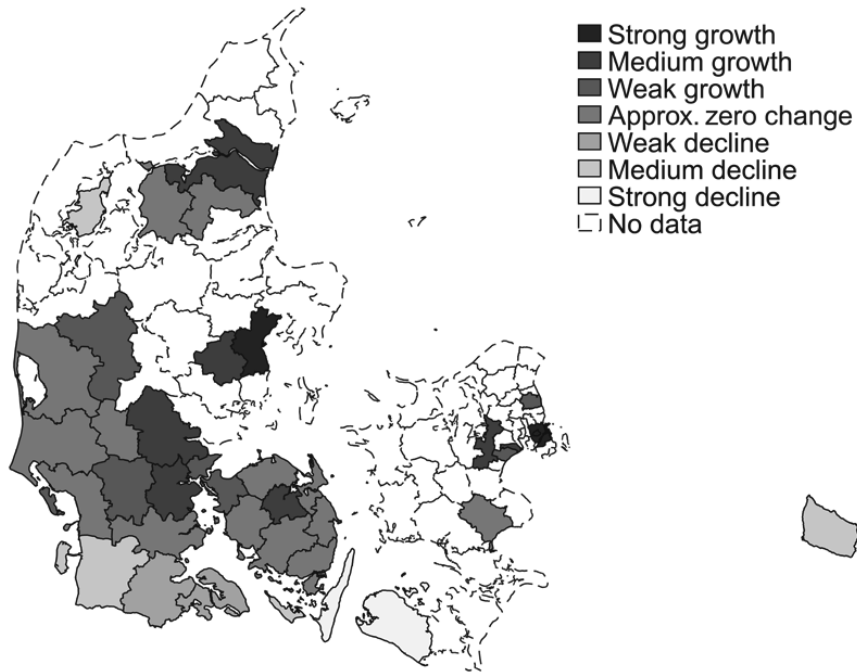 Strong growth
Medium growth
Weak growth
Approx. zero change
Weak decline
Medium decline
Strong decline
No data